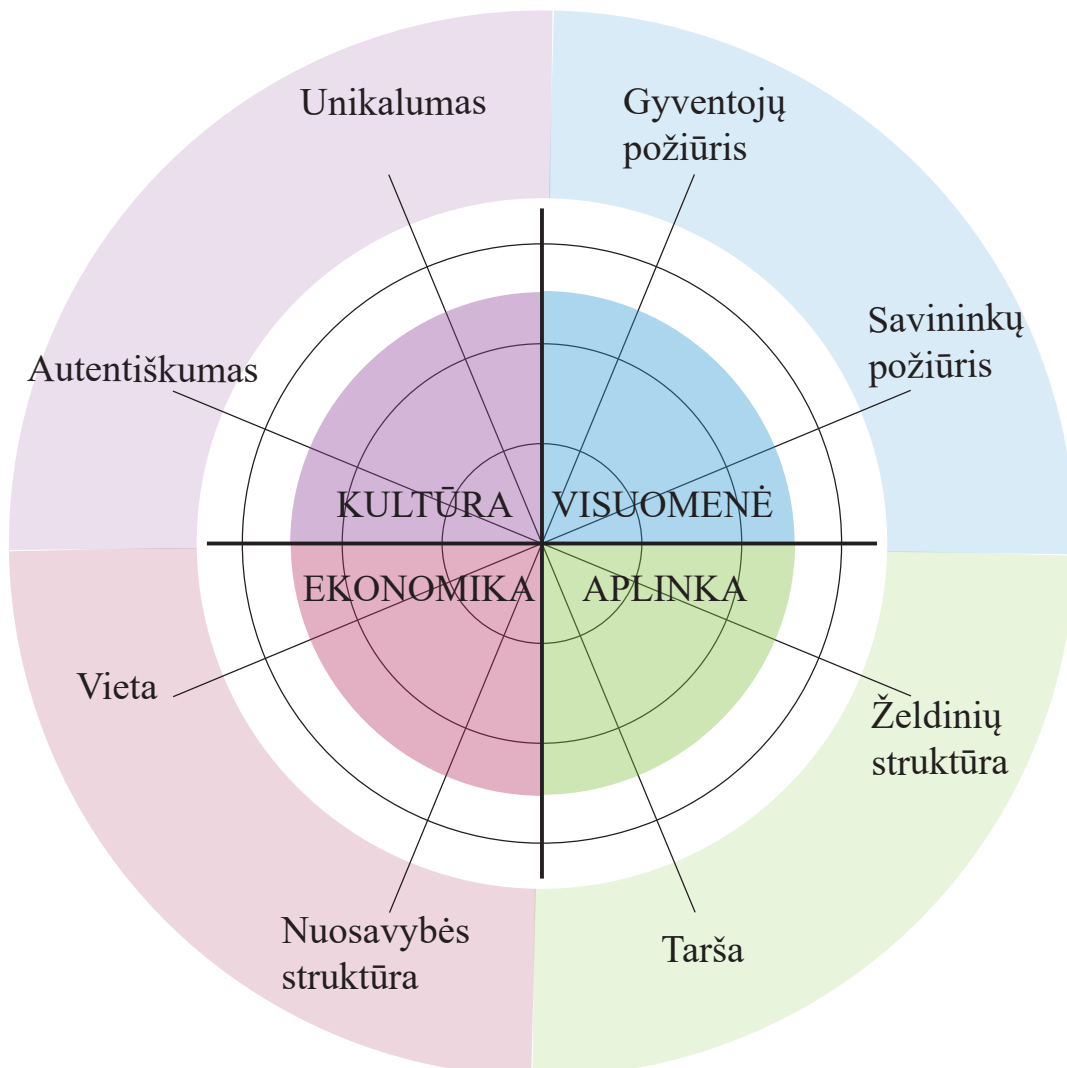 Unikalumas
Gyventojų
požiūris
Savininkų
požiūris
Autentiškumas
KULTŪRA
VISUOMENĖ
EKONOMIKA
APLINKA
Vieta
Želdinių
struktūra
Nuosavybės
struktūra
Tarša